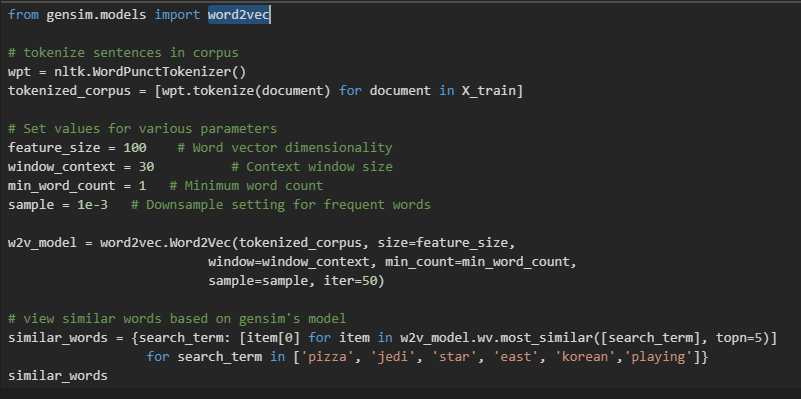 from gensim.models import word2vec
# tokenize sentences in corpus
wpt = nltk.WordPunctTokenizer()
tokenized_corpus = [wpt.tokenize(document) for document in X_train]
# Set values for various parameters
feature_size = 100    # Word vector dimensionality
window_context = 30          # Context window size
min_word_count = 1   # Minimum word count
sample = 1e-3   # Downsample setting for frequent words
w2v_model = word2vec.Word2Vec(tokenized_corpus, size=feature_size,
                          window=window_context, min_count=min_word_count,
                          sample=sample, iter=50)
# view similar words based on gensim's model
similar_words = {search_term: [item[0] for item in w2v_model.wv.most_similar([search_term], topn=5)]
                  for search_term in ['pizza', 'jedi', 'star', 'east', 'korean','playing']}
similar_words